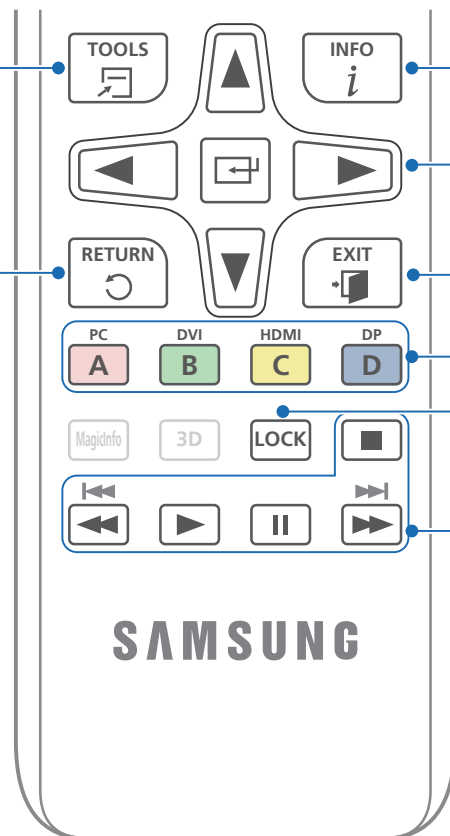 TOOLS INFO
i
RETURN EXIT
PC DVI HDMI DP
A B C D
MagicInfo 3D LOCK
SAMSUNG